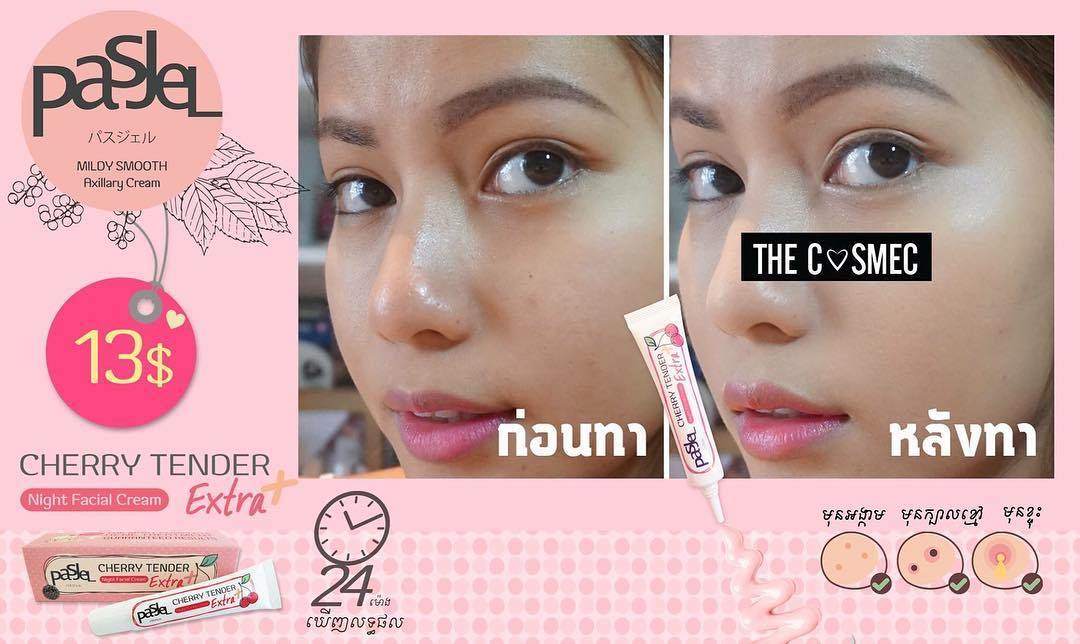 PasJeL
パスジェル
MILDY SMOOTH
Axillary Cream
13$
CHERRY TENDER
Night Facial Cream
Extra+
PasJeL
CHERRY TENDER
Night Facial Cream
Extra+
PasJeL
CHERRY TENDER
Extra+
24 ម៉ោង
ឃើញលទ្ធផល
ก่อนทา
THE C♡SMEC
หลังทา
PasJeL CHERRY TENDER
Extra+
មុនអង្កាម
មុនក្បាលខ្មៅ
មុនខ្ទុះ